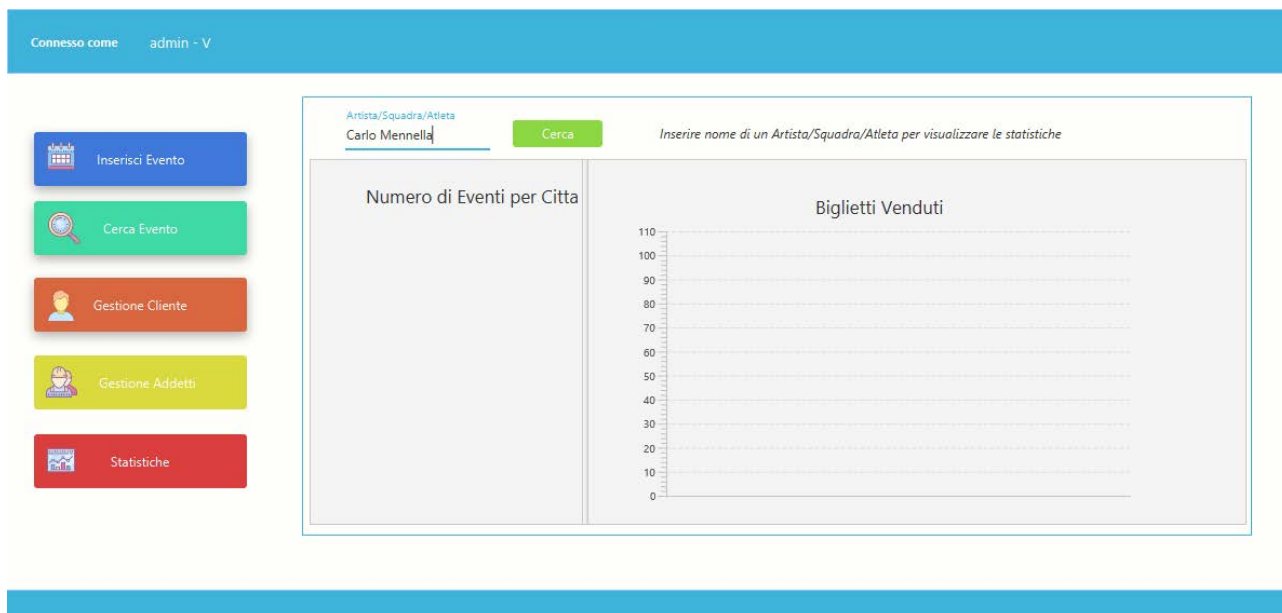 Connesso come admin - V
Inserisci Evento
Cerca Evento
Gestione Cliente
Gestione Addetti
Statistiche
Artista/Squadra/Atleta
Carlo Mennella
Cerca
Inserire nome di un Artista/Squadra/Atleta per visualizzare le statistiche
Numero di Eventi per Citta
Biglietti Venduti
110
100
90
80
70
60
50
40
30
20
10
0